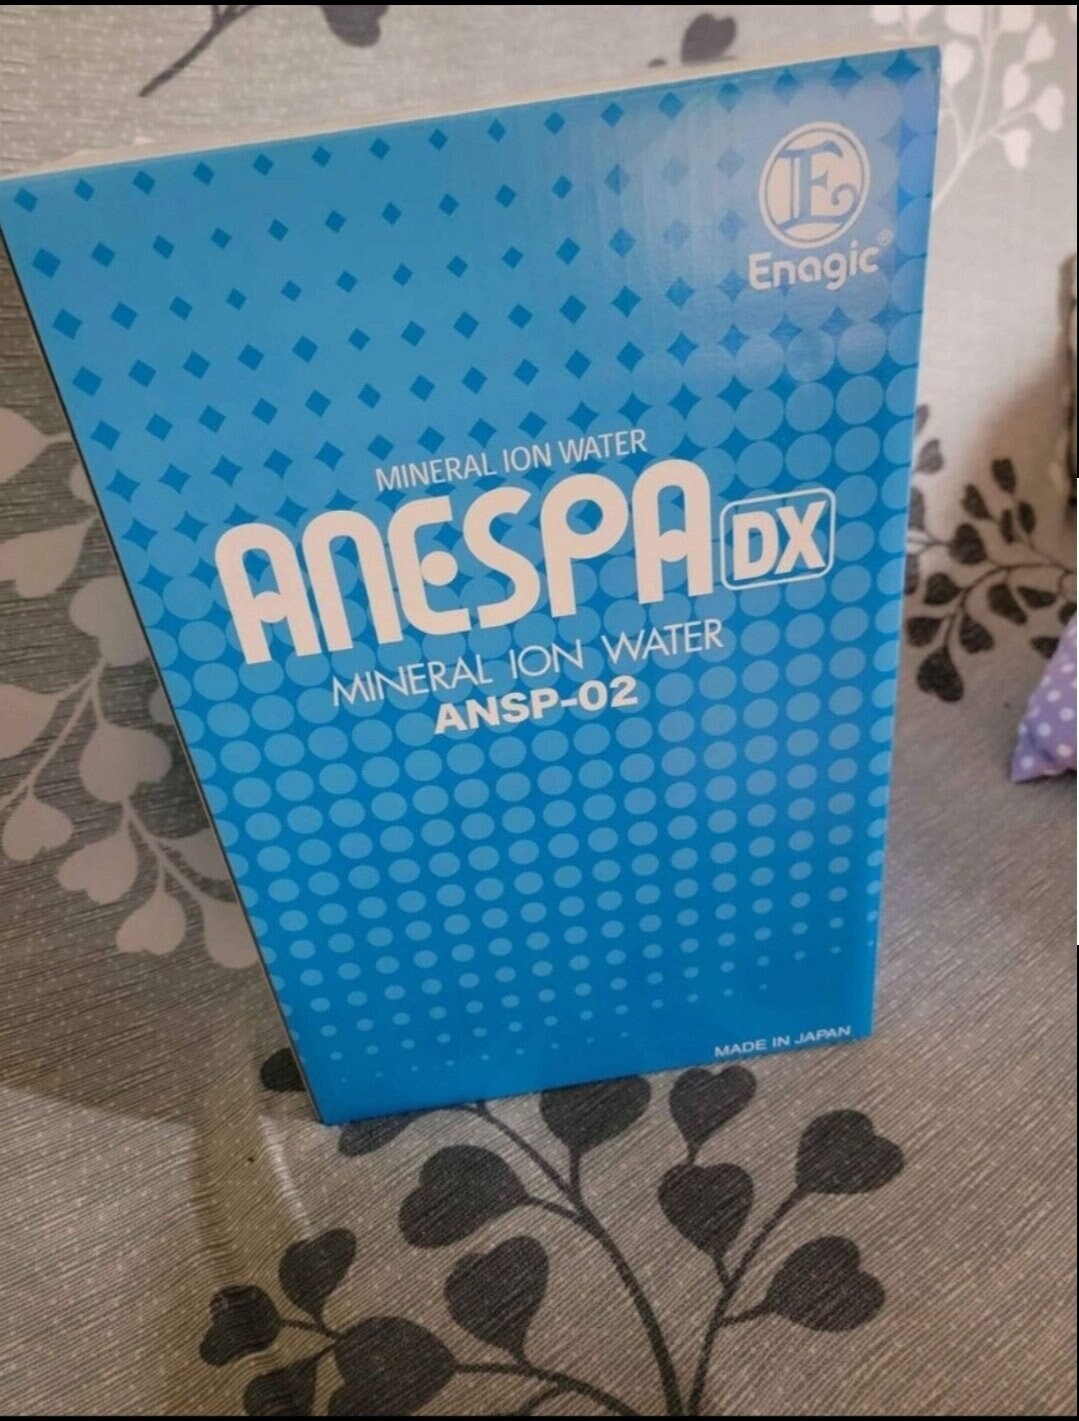 E
Enagic®
MINERAL ION WATER
ANESPA DX
MINERAL ION WATER
ANSP-02
MADE IN JAPAN